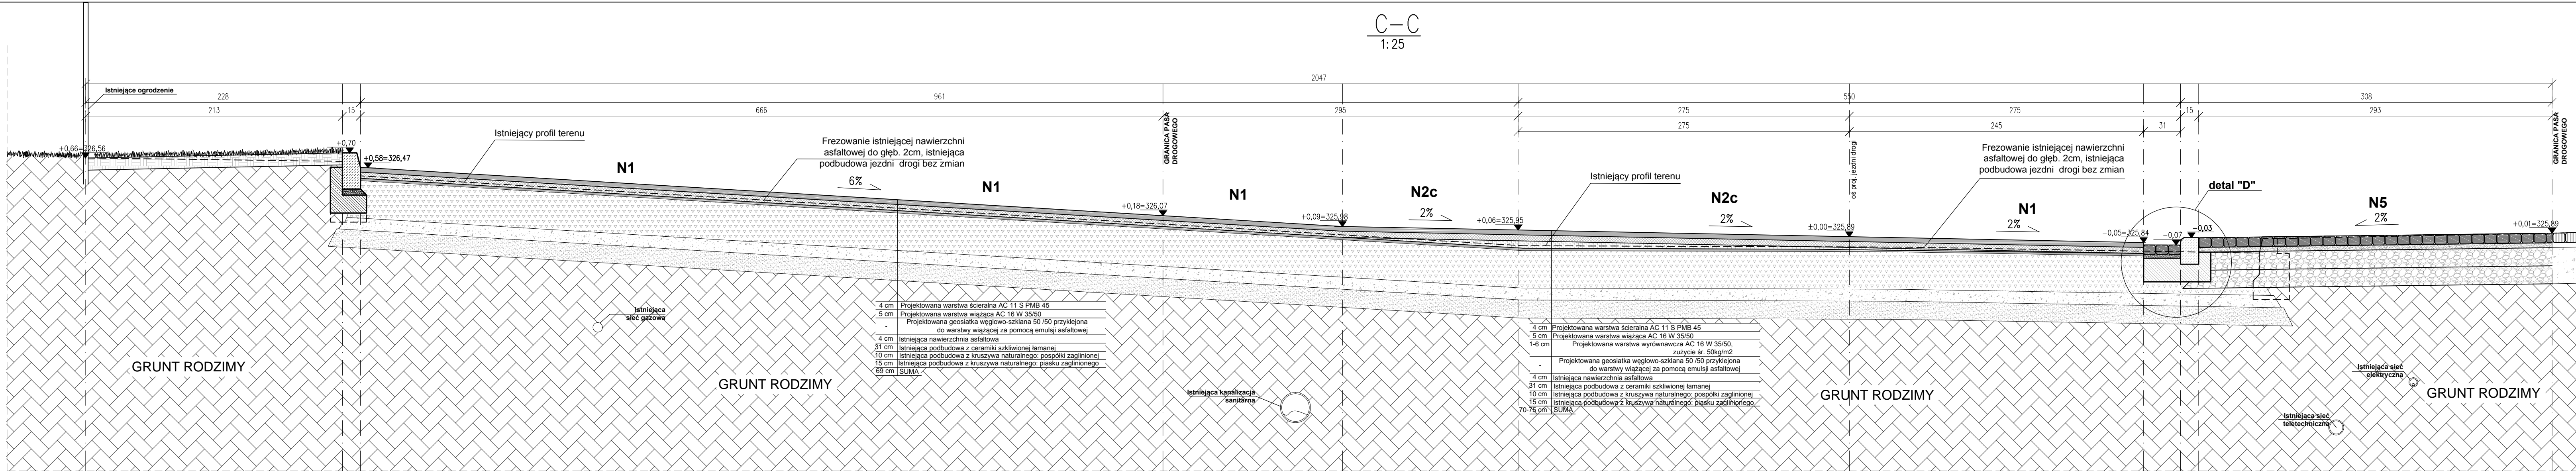 C-C
1:25
2047
Istniejące ogrodzenie
228
961
550
308
213
15
666
295
275
275
15
293
275
245
31
GRANICA PASA
DROGOWEGO
oś proj. jezdni drogi
GRANICA PASA
DROGOWEGO
Istniejący profil terenu
Frezowanie istniejącej nawierzchni
asfaltowej do głęb. 2cm, istniejąca
podbudowa jezdni drogi bez zmian
Istniejący profil terenu
Frezowanie istniejącej nawierzchni
asfaltowej do głęb. 2cm, istniejąca
podbudowa jezdni drogi bez zmian
+0,66=326,56
+0,70
+0,58=326,47
N1
6%
N1
+0,18=326,07
N1
+0,09=325,98
N2c
2%
+0,06=325,95
N2c
2%
±0,00=325,89
N1
2%
-0,05=325,84
-0,07
-0,03
detal "D"
N5
2%
+0,01=325,89
4 cm Projektowana warstwa ścieralna AC 11 S PMB 45
5 cm Projektowana warstwa wiążąca AC 16 W 35/50
- Projektowana geosiatka węglowo-szklana 50 /50 przyklejona
do warstwy wiążącej za pomocą emulsji asfaltowej
4 cm Istniejąca nawierzchnia asfaltowa
31 cm Istniejąca podbudowa z ceramiki szkliwionej łamanej
10 cm Istniejąca podbudowa z kruszywa naturalnego: pospółki zaglinionej
15 cm Istniejąca podbudowa z kruszywa naturalnego: piasku zaglinionego
69 cm SUMA
4 cm Projektowana warstwa ścieralna AC 11 S PMB 45
5 cm Projektowana warstwa wiążąca AC 16 W 35/50
1-6 cm Projektowana warstwa wyrównawcza AC 16 W 35/50,
zużycie śr. 50kg/m2
Projektowana geosiatka węglowo-szklana 50 /50 przyklejona
do warstwy wiążącej za pomocą emulsji asfaltowej
4 cm Istniejąca nawierzchnia asfaltowa
31 cm Istniejąca podbudowa z ceramiki szkliwionej łamanej
10 cm Istniejąca podbudowa z kruszywa naturalnego: pospółki zaglinionej
15 cm Istniejąca podbudowa z kruszywa naturalnego: piasku zaglinionego
70-75 cm SUMA
Istniejąca
sieć gazowa
Istniejąca kanalizacja
sanitarna
Istniejąca sieć
elektryczna
Istniejąca sieć
teletechniczna
GRUNT RODZIMY
GRUNT RODZIMY
GRUNT RODZIMY
GRUNT RODZIMY